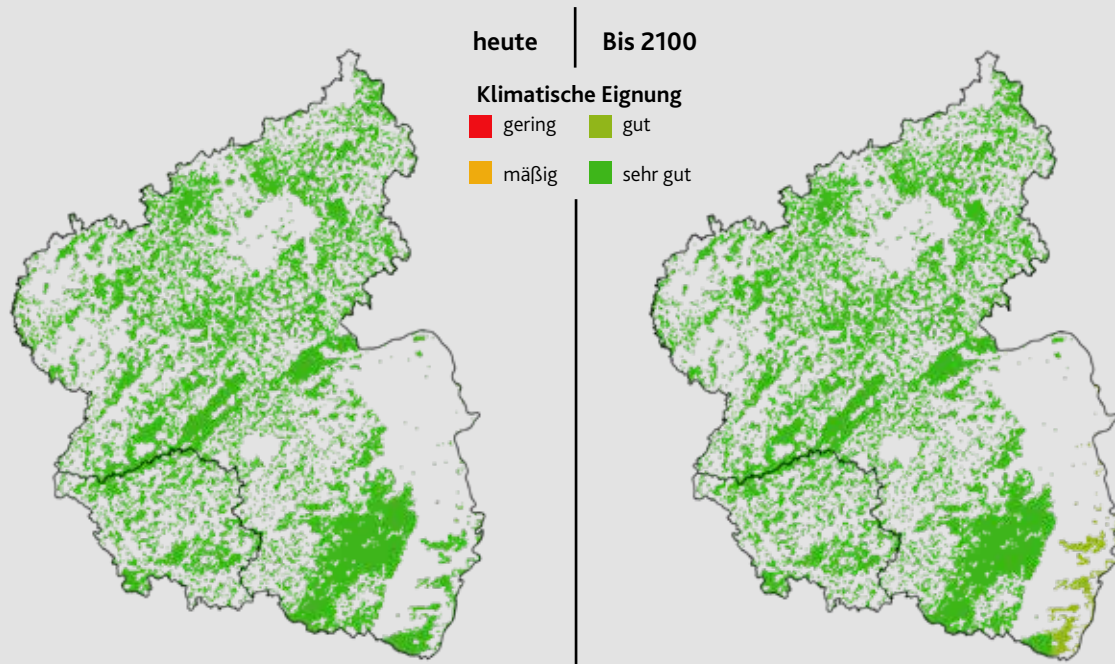 heute
Bis 2100
Klimatische Eignung
gering
gut
mäßig
sehr gut